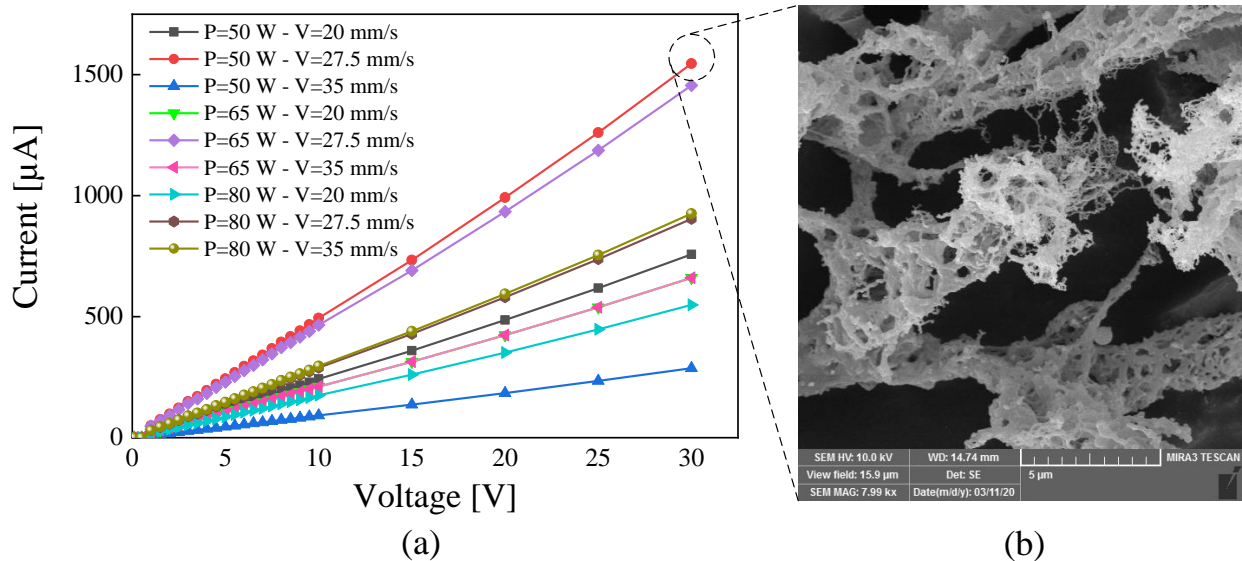 P=50 W - V=20 mm/s
P=50 W - V=27.5 mm/s
P=50 W - V=35 mm/s
P=65 W - V=20 mm/s
P=65 W - V=27.5 mm/s
P=65 W - V=35 mm/s
P=80 W - V=20 mm/s
P=80 W - V=27.5 mm/s
P=80 W - V=35 mm/s
Current [µA]
1500
1000
500
0
0 5 10 15 20 25 30
Voltage [V]
(a)
SEM HV: 10.0 kV WD: 14.74 mm MIRA3 TESCAN
View field: 15.9 µm Det: SE 5 µm
SEM MAG: 7.99 kx Date(m/d/y): 03/11/20
(b)